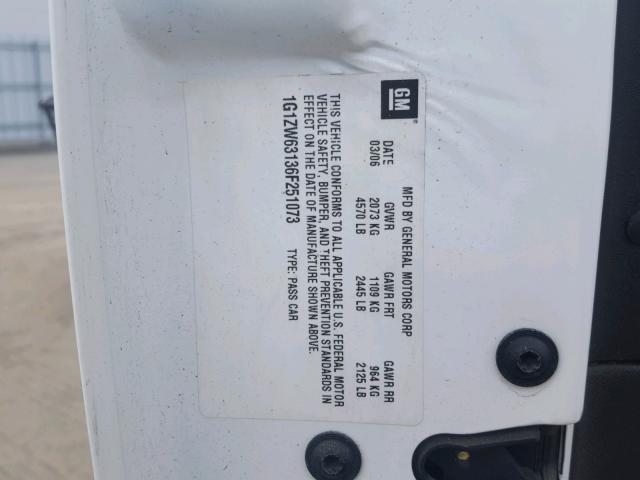 GM
MFD BY GENERAL MOTORS CORP
DATE GVWR GAWR FRT GAWR RR
03/06 2073 KG 1109 KG 964 KG
4570 LB 2445 LB 2125 LB
THIS VEHICLE CONFORMS TO ALL APPLICABLE U.S. FEDERAL MOTOR
VEHICLE SAFETY, BUMPER, AND THEFT PREVENTION STANDARDS IN
EFFECT ON THE DATE OF MANUFACTURE SHOWN ABOVE.
1G1ZW63136F251073 TYPE: PASS CAR